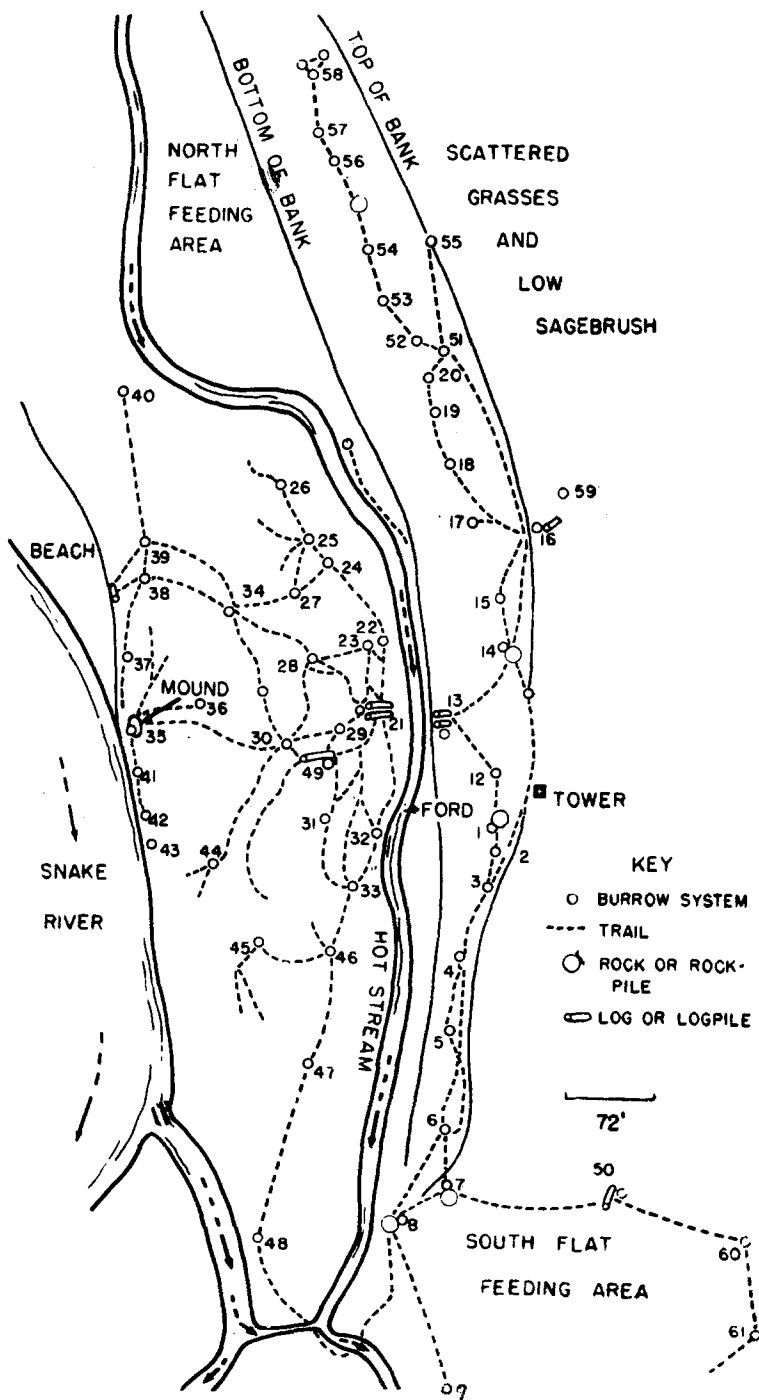 58
TOP OF BANK
BOTTOM OF BANK
57
56
NORTH
FLAT
FEEDING
AREA
SCATTERED
GRASSES
AND
LOW
SAGEBRUSH
55
54
53
52
51
20
19
18
17
16
59
40
26
25
24
BEACH
39
38
34
27
15
14
37
28
23
22
MOUND
36
35
30
29
21
13
49
12
TOWER
41
42
43
31
32
FORD
1
2
3
44
33
SNAKE
RIVER
45
46
HOT STREAM
4
5
47
6
7
8
48
KEY
BURROW SYSTEM
TRAIL
ROCK OR ROCK-
PILE
LOG OR LOGPILE
72'
50
SOUTH FLAT
FEEDING AREA
60
61
9